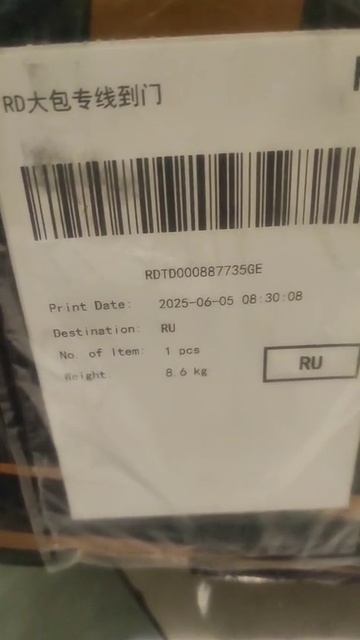 RD大包专线到门
RDTD000887735GE
Print Date: 2025-06-05 08:30:08
Destination: RU
No. of Item: 1 pcs
Weight: 8.6 kg
RU